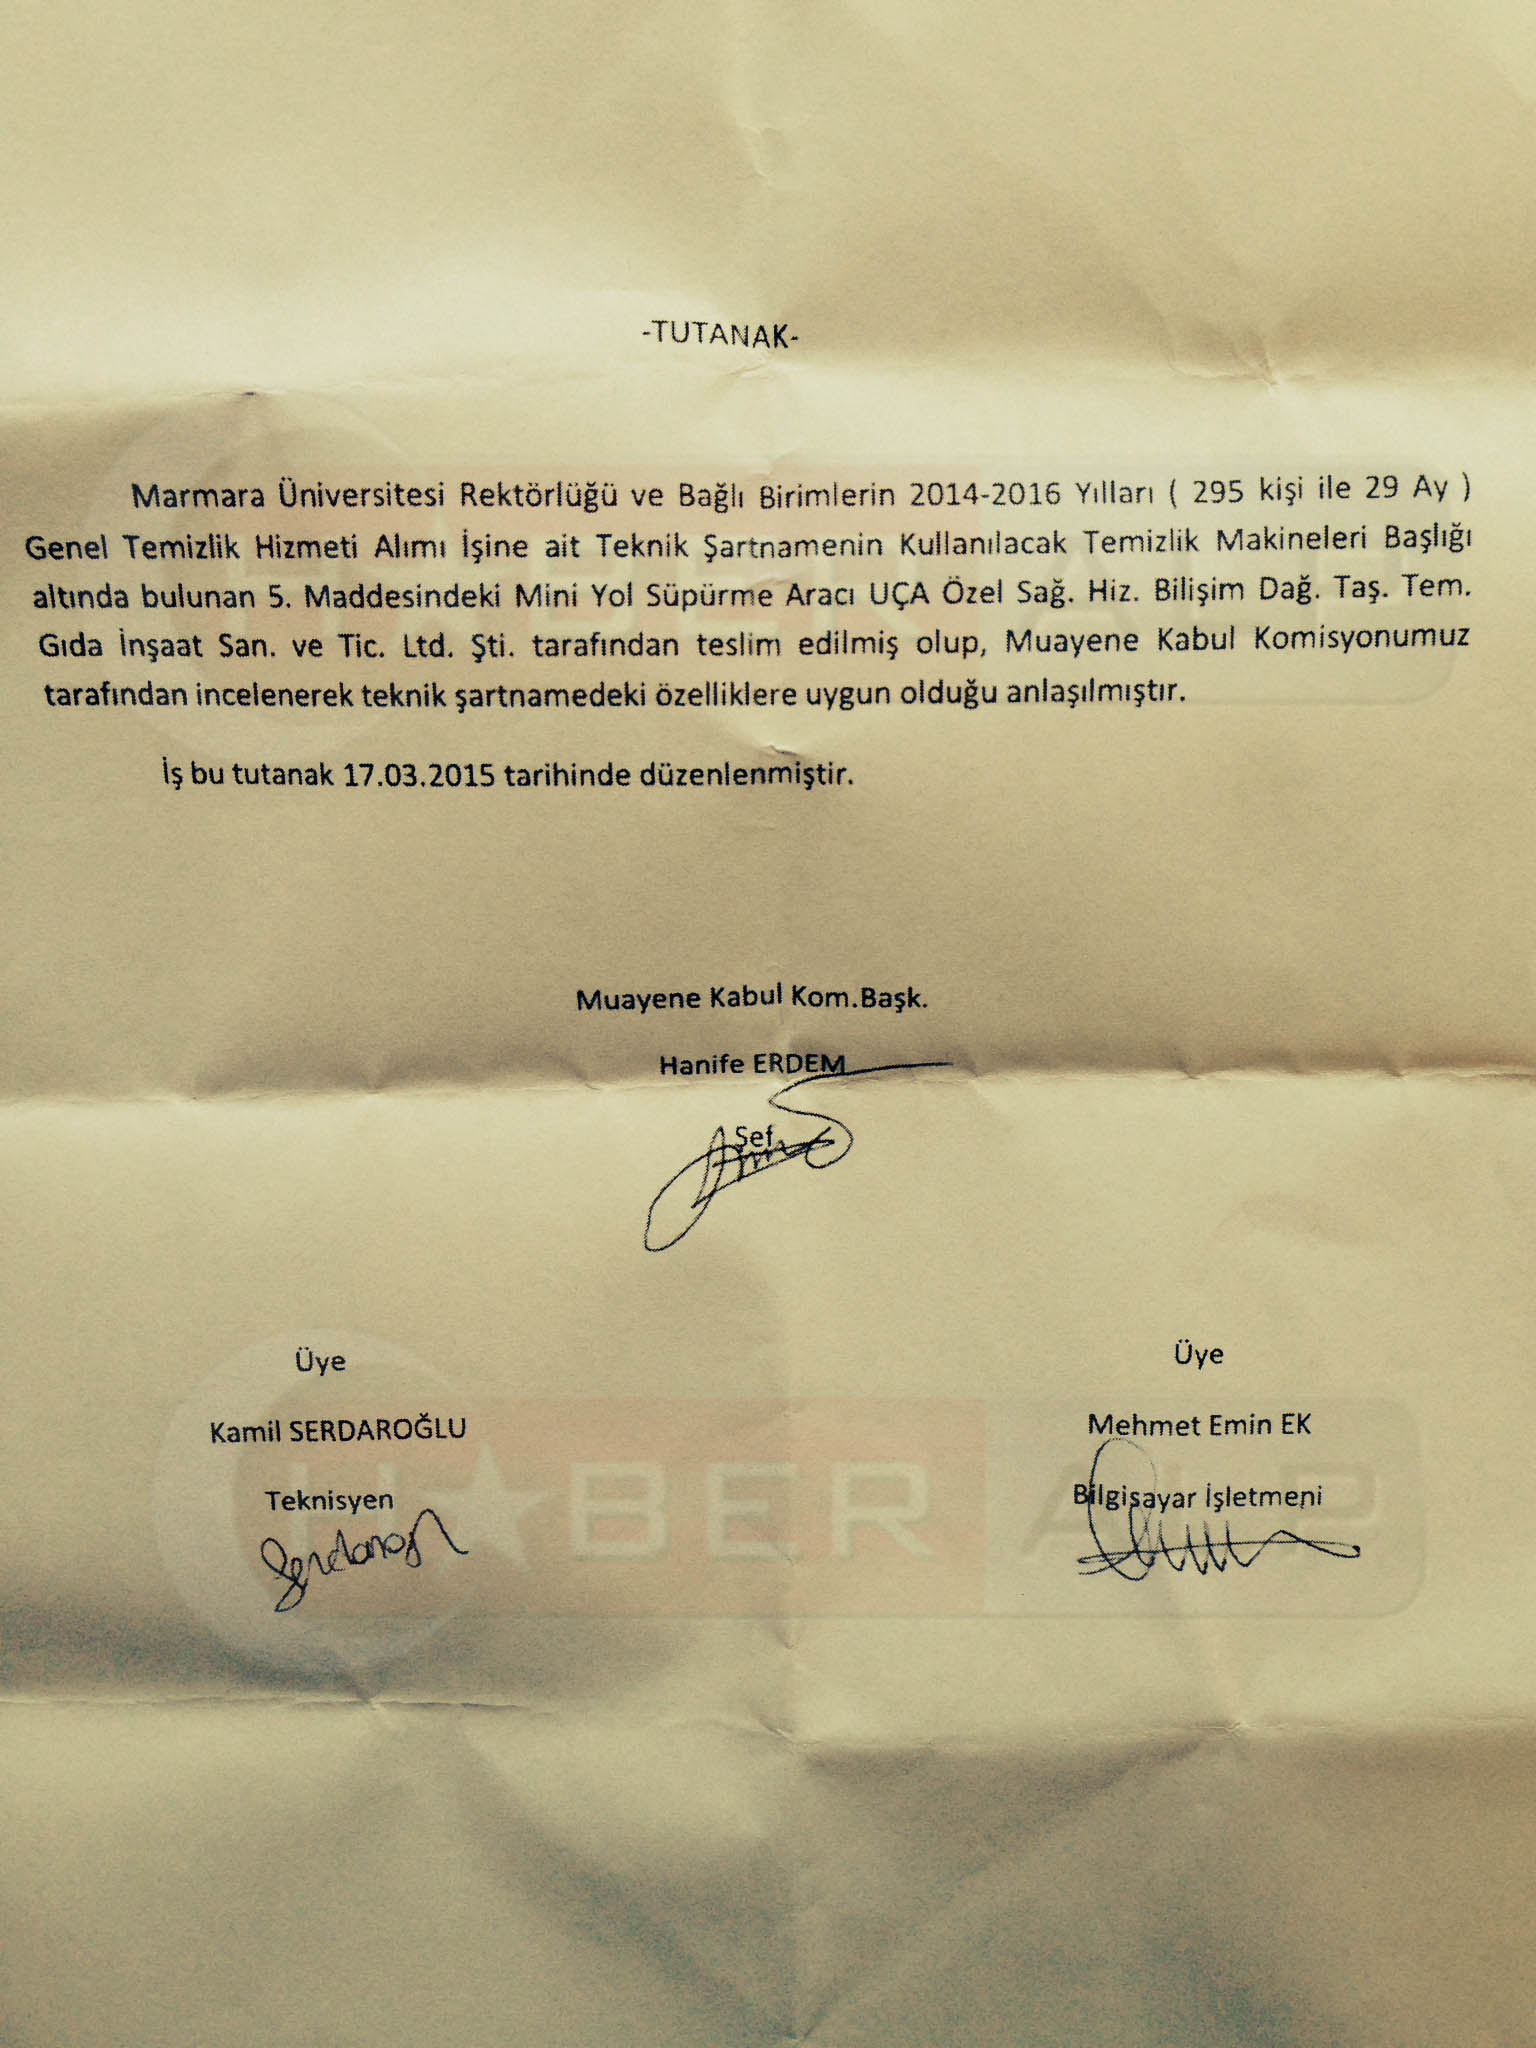 -TUTANAK-
Marmara Üniversitesi Rektörlüğü ve Bağlı Birimlerin 2014-2016 Yılları ( 295 kişi ile 29 Ay )
Genel Temizlik Hizmeti Alımı İşine ait Teknik Şartnamenin Kullanılacak Temizlik Makineleri Başlığı
altında bulunan 5. Maddesindeki Mini Yol Süpürme Aracı UÇA Özel Sağ. Hiz. Bilişim Dağ. Taş. Tem.
Gıda İnşaat San. ve Tic. Ltd. Şti. tarafından teslim edilmiş olup, Muayene Kabul Komisyonumuz
tarafından incelenerek teknik şartnamedeki özelliklere uygun olduğu anlaşılmıştır.
İş bu tutanak 17.03.2015 tarihinde düzenlenmiştir.
Muayene Kabul Kom.Başk.
Hanife ERDEM
Şef
Üye
Kamil SERDAROĞLU
Teknisyen
Üye
Mehmet Emin EK
Bilgisayar İşletmeni
HABER